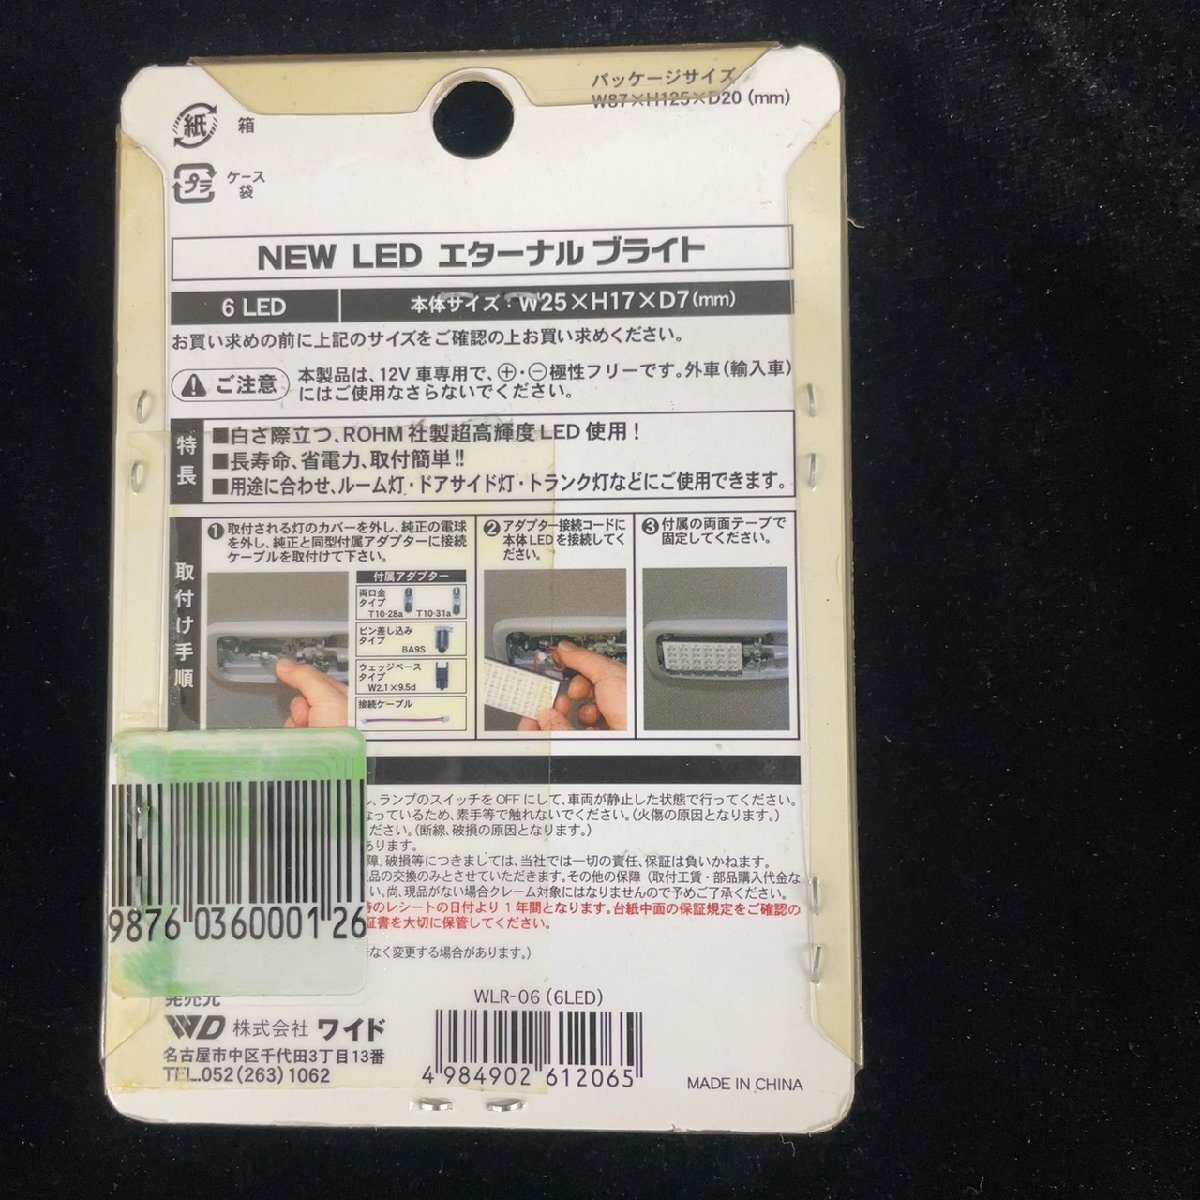 パッケージサイズ
W87×H125×D20 (mm)
紙 箱
プラ ケース
袋
NEW LED エターナル ブライト
6 LED 本体サイズ：W25×H17×D7(mm)
お買い求めの前に上記のサイズをご確認の上お買い求めください。
ご注意 本製品は、12V 車専用で、⊕・⊖極性フリーです。外車(輸入車)
にはご使用なさらないでください。
特長
■白さ際立つ、ROHM 社製超高輝度 LED 使用！
■長寿命、省電力、取付簡単!!
■用途に合わせ、ルーム灯・ドアサイド灯・トランク灯などにご使用できます。
取付け手順
❶取付される灯のカバーを外し、純正の電球
を外し、純正と同型付属アダプターに接続
ケーブルを取付けて下さい。
付属アダプター
両口金
タイプ
T10-28a T10-31a
ピン差し込み
タイプ
BA9S
ウェッジベース
タイプ
W2.1×9.5d
接続ケーブル
❷アダプター接続コードに
本体LEDを接続してく
ださい。
❸付属の両面テープで
固定してください。
、ランプのスイッチを OFF にして、車両が静止した状態で行ってください。
なっているため、素手等で触れないでください。(火傷の原因となります。)
ださい。(断線、破損の原因となります。)
あります。
障、破損等につきましては、当社では一切の責任、保証は負いかねます。
品の交換のみとさせていただきます。その他の保障(取付工賃・部品購入代金な
い。尚、現品がない場合クレーム対象にはなりませんので予めご了承ください。
時のレシートの日付より1年間となります。台紙中面の保証規定をご確認の
証書を大切に保管してください。
なく変更する場合があります。)
9876 0360001 26
発売元
WD 株式会社 ワイド
名古屋市中区千代田3丁目13番
TEL.052(263)1062
WLR-06 (6LED)
4 984902 612065
MADE IN CHINA